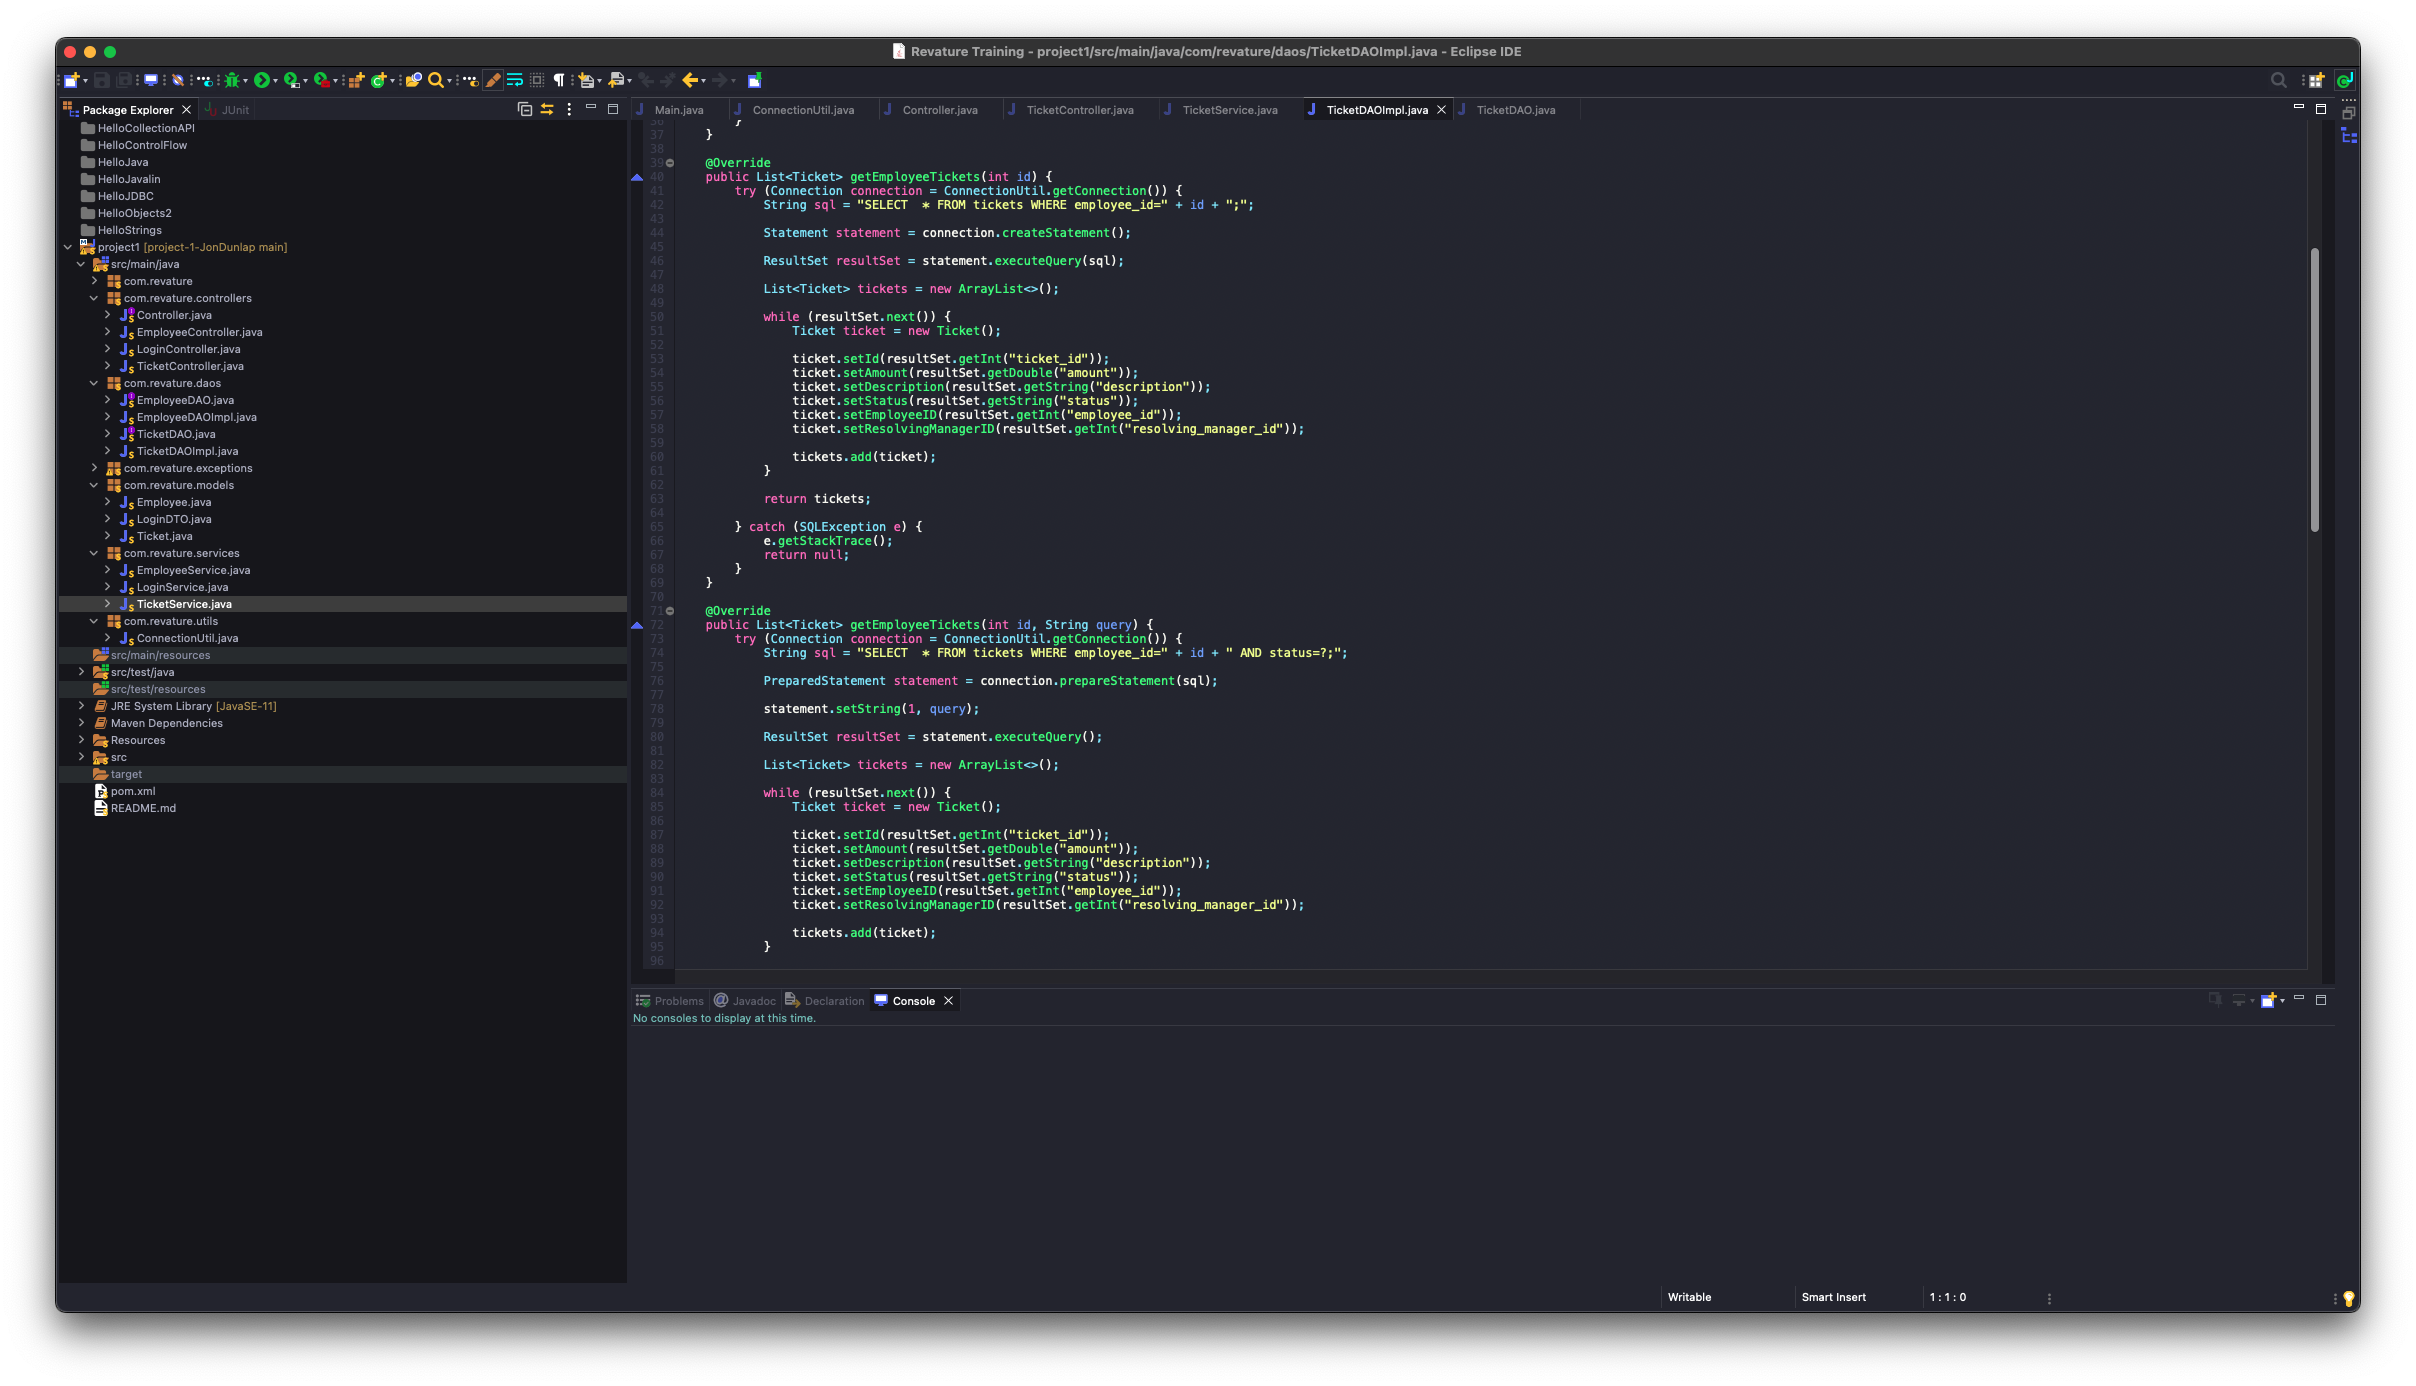 Revature Training - project1/src/main/java/com/revature/daos/TicketDAOImpl.java - Eclipse IDE
Package Explorer
JUnit
HelloCollectionAPI
HelloControlFlow
HelloJava
HelloJavalin
HelloJDBC
HelloObjects2
HelloStrings
project1 [project-1-JonDunlap main]
src/main/java
com.revature
com.revature.controllers
Controller.java
EmployeeController.java
LoginController.java
TicketController.java
com.revature.daos
EmployeeDAO.java
EmployeeDAOImpl.java
TicketDAO.java
TicketDAOImpl.java
com.revature.exceptions
com.revature.models
Employee.java
LoginDTO.java
Ticket.java
com.revature.services
EmployeeService.java
LoginService.java
TicketService.java
com.revature.utils
ConnectionUtil.java
src/main/resources
src/test/java
src/test/resources
JRE System Library [JavaSE-11]
Maven Dependencies
Resources
src
target
pom.xml
README.md
Main.java ConnectionUtil.java Controller.java TicketController.java TicketService.java TicketDAOImpl.java TicketDAO.java
36 }
37 }
38
39 @Override
40 public List<Ticket> getEmployeeTickets(int id) {
41 try (Connection connection = ConnectionUtil.getConnection()) {
42 String sql = "SELECT  * FROM tickets WHERE employee_id=" + id + ";";
43
44 Statement statement = connection.createStatement();
45
46 ResultSet resultSet = statement.executeQuery(sql);
47
48 List<Ticket> tickets = new ArrayList<>();
49
50 while (resultSet.next()) {
51 Ticket ticket = new Ticket();
52
53 ticket.setId(resultSet.getInt("ticket_id"));
54 ticket.setAmount(resultSet.getDouble("amount"));
55 ticket.setDescription(resultSet.getString("description"));
56 ticket.setStatus(resultSet.getString("status"));
57 ticket.setEmployeeID(resultSet.getInt("employee_id"));
58 ticket.setResolvingManagerID(resultSet.getInt("resolving_manager_id"));
59
60 tickets.add(ticket);
61 }
62
63 return tickets;
64
65 } catch (SQLException e) {
66 e.getStackTrace();
67 return null;
68 }
69 }
70
71 @Override
72 public List<Ticket> getEmployeeTickets(int id, String query) {
73 try (Connection connection = ConnectionUtil.getConnection()) {
74 String sql = "SELECT  * FROM tickets WHERE employee_id=" + id + " AND status=?;";
75
76 PreparedStatement statement = connection.prepareStatement(sql);
77
78 statement.setString(1, query);
79
80 ResultSet resultSet = statement.executeQuery();
81
82 List<Ticket> tickets = new ArrayList<>();
83
84 while (resultSet.next()) {
85 Ticket ticket = new Ticket();
86
87 ticket.setId(resultSet.getInt("ticket_id"));
88 ticket.setAmount(resultSet.getDouble("amount"));
89 ticket.setDescription(resultSet.getString("description"));
90 ticket.setStatus(resultSet.getString("status"));
91 ticket.setEmployeeID(resultSet.getInt("employee_id"));
92 ticket.setResolvingManagerID(resultSet.getInt("resolving_manager_id"));
93
94 tickets.add(ticket);
95 }
96
Problems Javadoc Declaration Console
No consoles to display at this time.
Writable Smart Insert 1 : 1 : 0